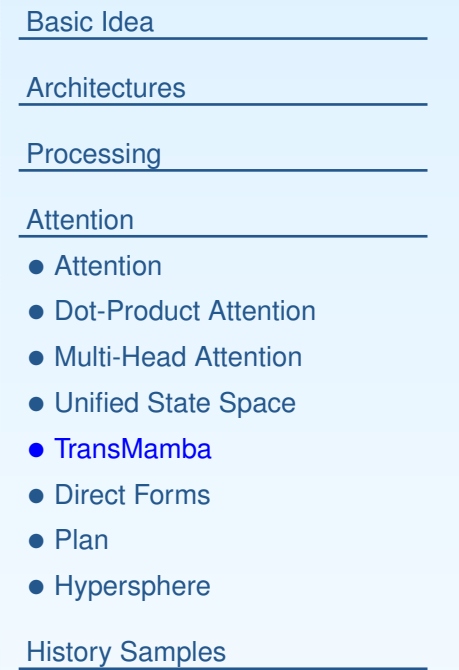 Basic Idea
Architectures
Processing
Attention
● Attention
● Dot-Product Attention
● Multi-Head Attention
● Unified State Space
● TransMamba
● Direct Forms
● Plan
● Hypersphere
History Samples